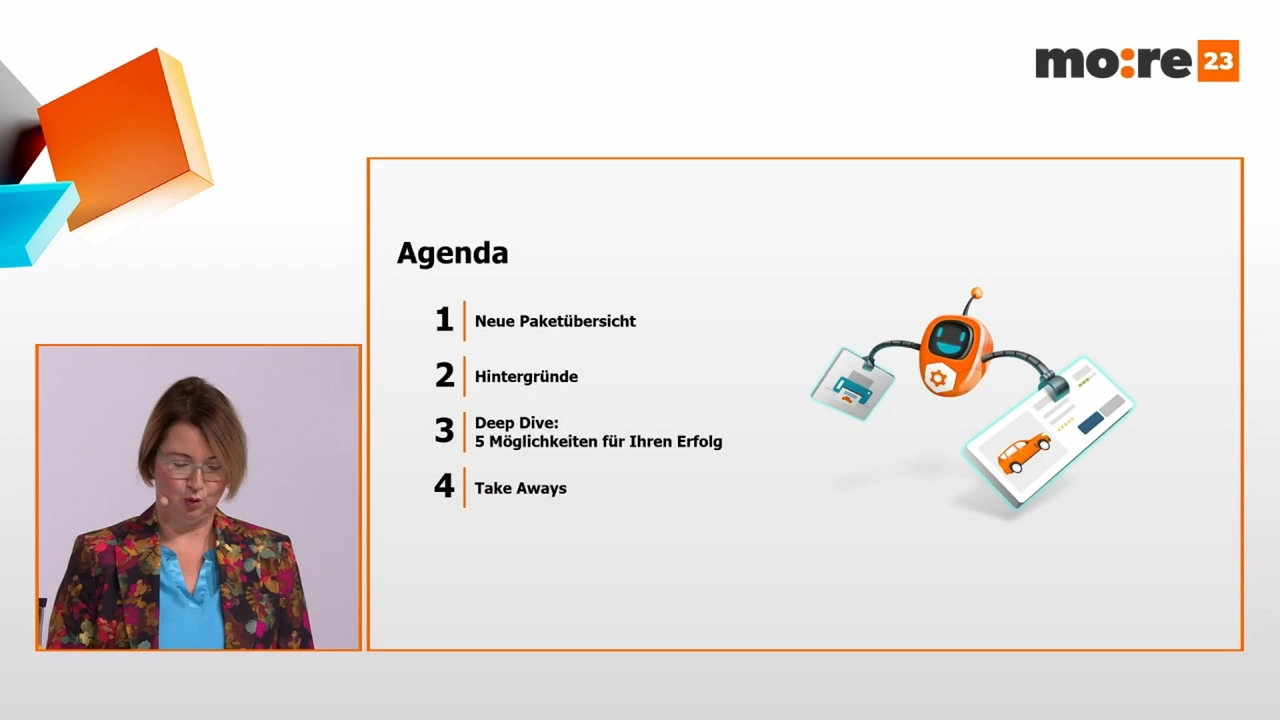 mo:re 23
Agenda
1 Neue Paketübersicht
2 Hintergründe
3 Deep Dive:
5 Möglichkeiten für Ihren Erfolg
4 Take Aways